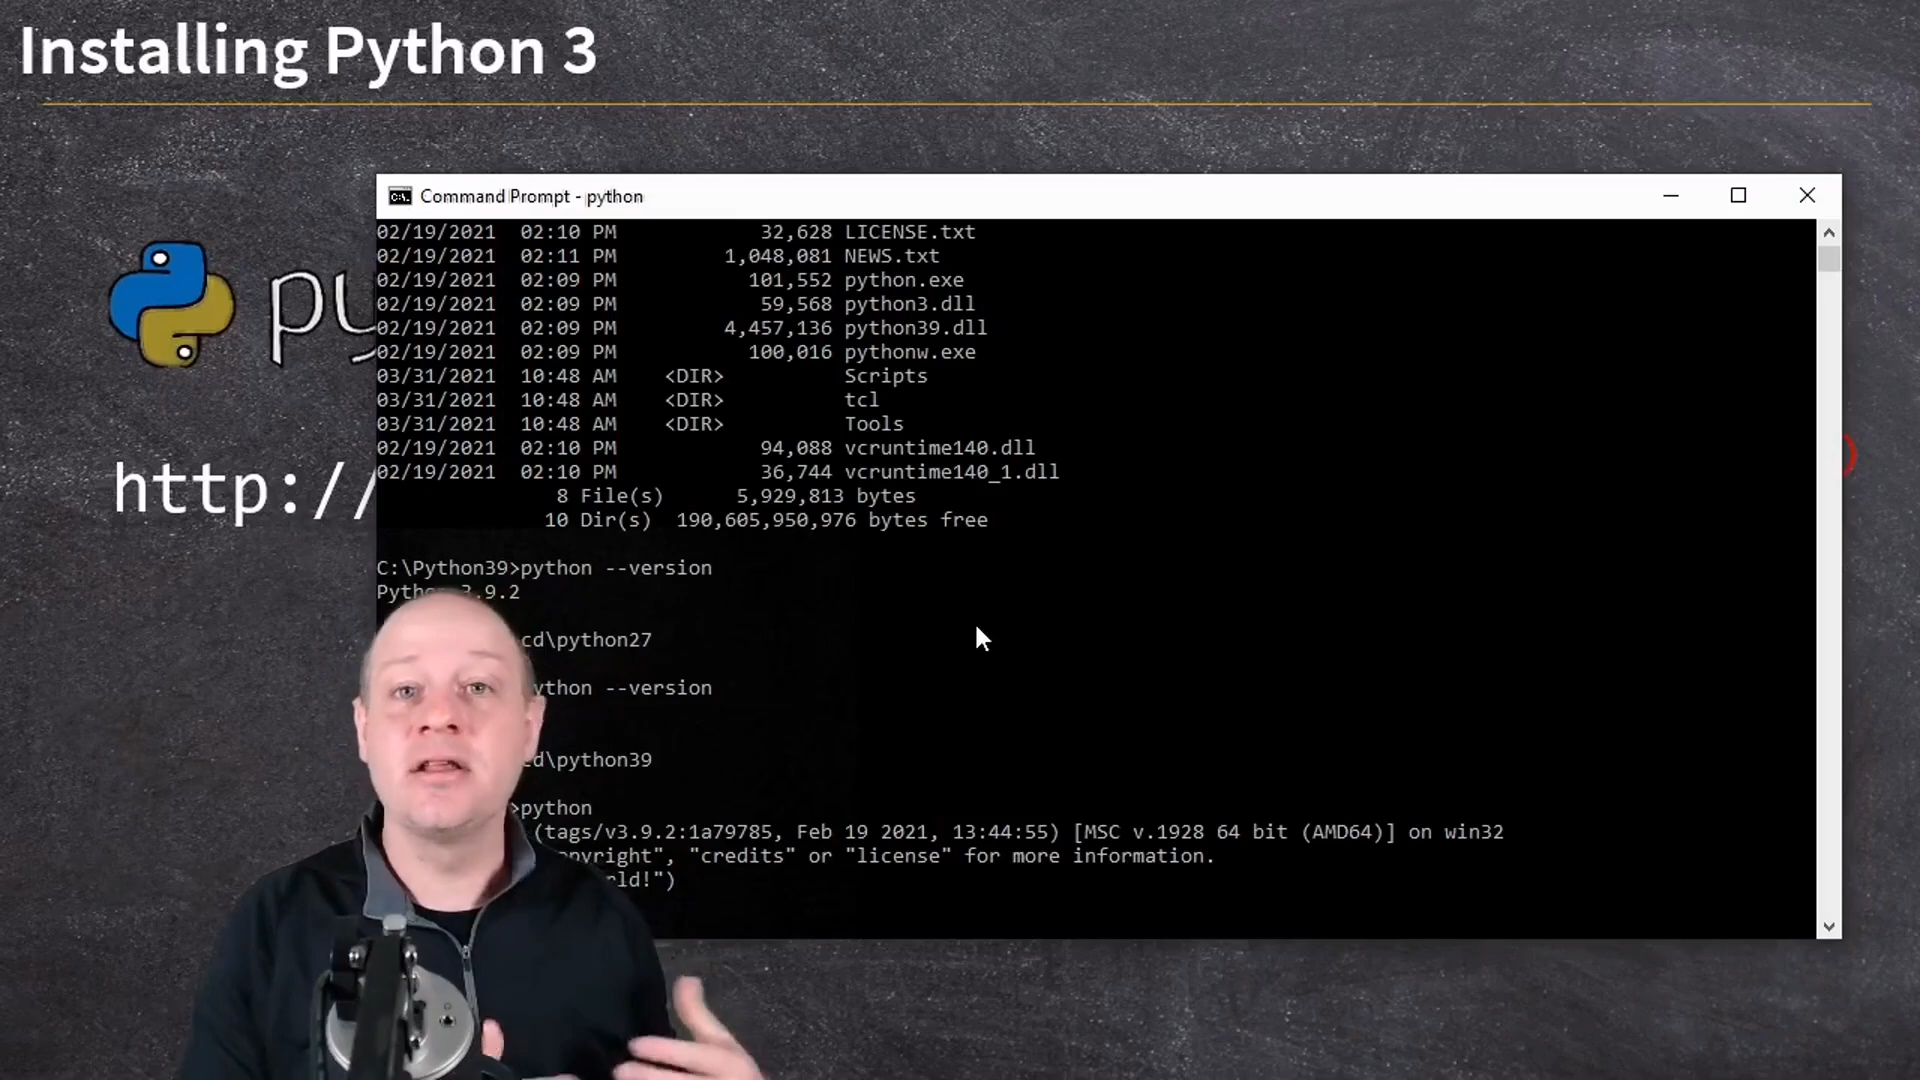 Installing Python 3
Command Prompt - python
02/19/2021 02:10 PM 32,628 LICENSE.txt
02/19/2021 02:11 PM 1,048,081 NEWS.txt
02/19/2021 02:09 PM 101,552 python.exe
02/19/2021 02:09 PM 59,568 python3.dll
02/19/2021 02:09 PM 4,457,136 python39.dll
02/19/2021 02:09 PM 100,016 pythonw.exe
03/31/2021 10:48 AM <DIR> Scripts
03/31/2021 10:48 AM <DIR> tcl
03/31/2021 10:48 AM <DIR> Tools
02/19/2021 02:10 PM 94,088 vcruntime140.dll
02/19/2021 02:10 PM 36,744 vcruntime140_1.dll
8 File(s) 5,929,813 bytes
10 Dir(s) 190,605,950,976 bytes free
py
http://
C:\Python39>python --version
Python 3.9.2
cd\python27
ython --version
cd\python39
>python
(tags/v3.9.2:1a79785, Feb 19 2021, 13:44:55) [MSC v.1928 64 bit (AMD64)] on win32
opyright", "credits" or "license" for more information.
rld!")